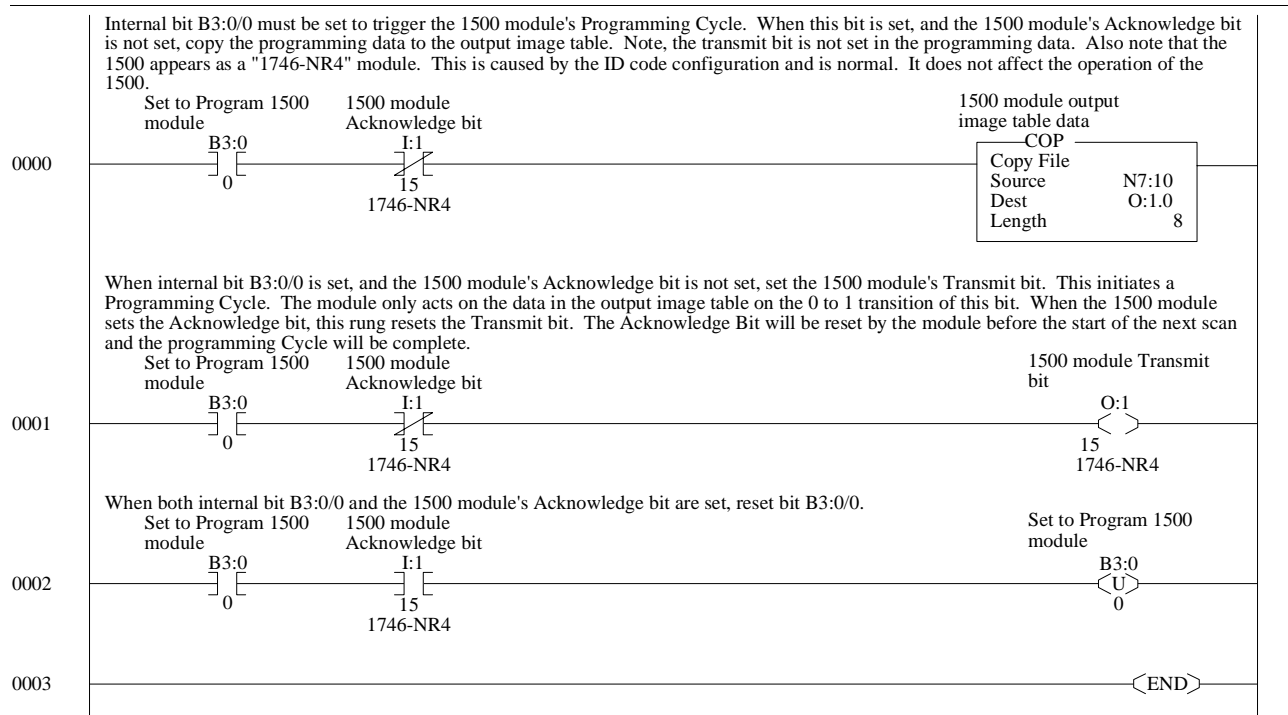 Internal bit B3:0/0 must be set to trigger the 1500 module's Programming Cycle. When this bit is set, and the 1500 module's Acknowledge bit
is not set, copy the programming data to the output image table. Note, the transmit bit is not set in the programming data. Also note that the
1500 appears as a "1746-NR4" module. This is caused by the ID code configuration and is normal. It does not affect the operation of the
1500.
Set to Program 1500 1500 module 1500 module output
module Acknowledge bit image table data
B3:0 I:1 COP
0000 Copy File
0 15 Source N7:10
1746-NR4 Dest O:1.0
Length 8
When internal bit B3:0/0 is set, and the 1500 module's Acknowledge bit is not set, set the 1500 module's Transmit bit. This initiates a
Programming Cycle. The module only acts on the data in the output image table on the 0 to 1 transition of this bit. When the 1500 module
sets the Acknowledge bit, this rung resets the Transmit bit. The Acknowledge Bit will be reset by the module before the start of the next scan
and the programming Cycle will be complete.
Set to Program 1500 1500 module 1500 module Transmit
module Acknowledge bit bit
B3:0 I:1 O:1
0001
0 15 15
1746-NR4 1746-NR4
When both internal bit B3:0/0 and the 1500 module's Acknowledge bit are set, reset bit B3:0/0.
Set to Program 1500 1500 module Set to Program 1500
module Acknowledge bit module
B3:0 I:1 B3:0
0002 U
0 15 0
1746-NR4
0003 END